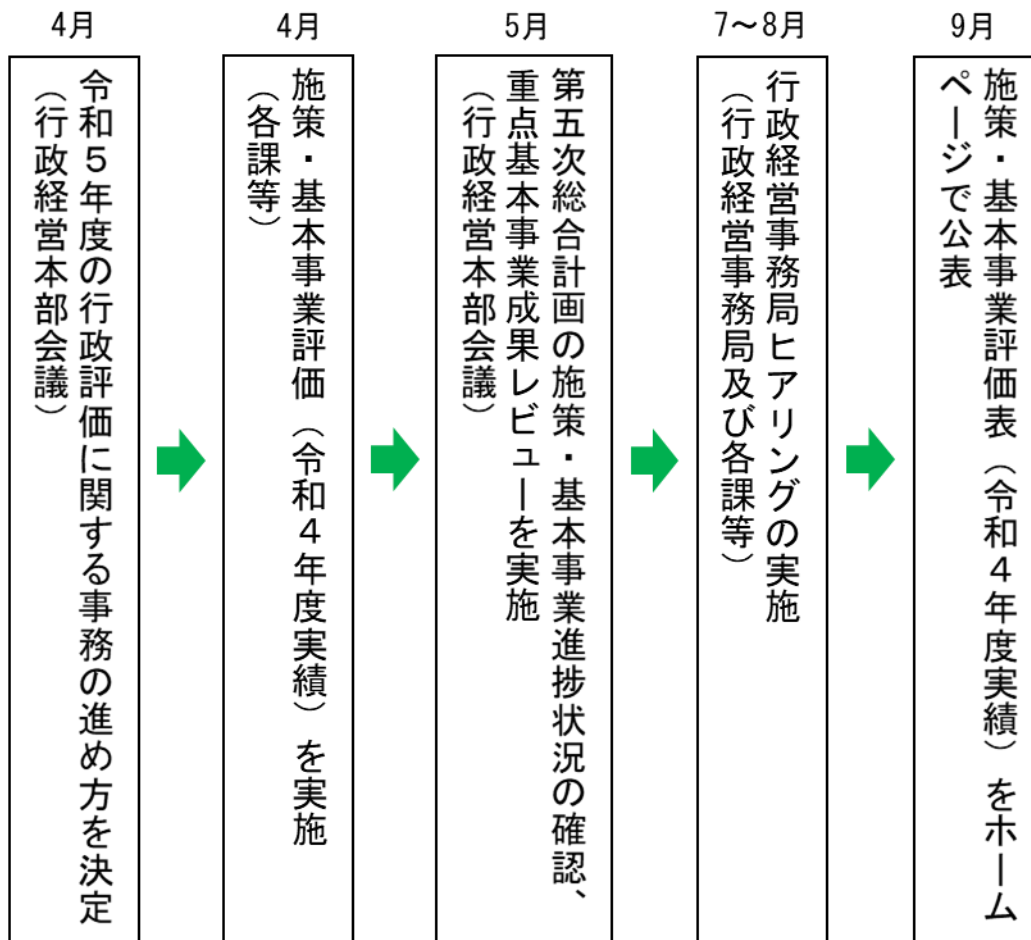 4月
令和5年度の行政評価に関する事務の進め方を決定
（行政経営本部会議）
4月
施策・基本事業評価（令和4年度実績）を実施
（各課等）
5月
第五次総合計画の施策・基本事業進捗状況の確認、
重点基本事業成果レビューを実施
（行政経営本部会議）
7～8月
行政経営事務局ヒアリングの実施
（行政経営事務局及び各課等）
9月
施策・基本事業評価表（令和4年度実績）をホーム
ページで公表